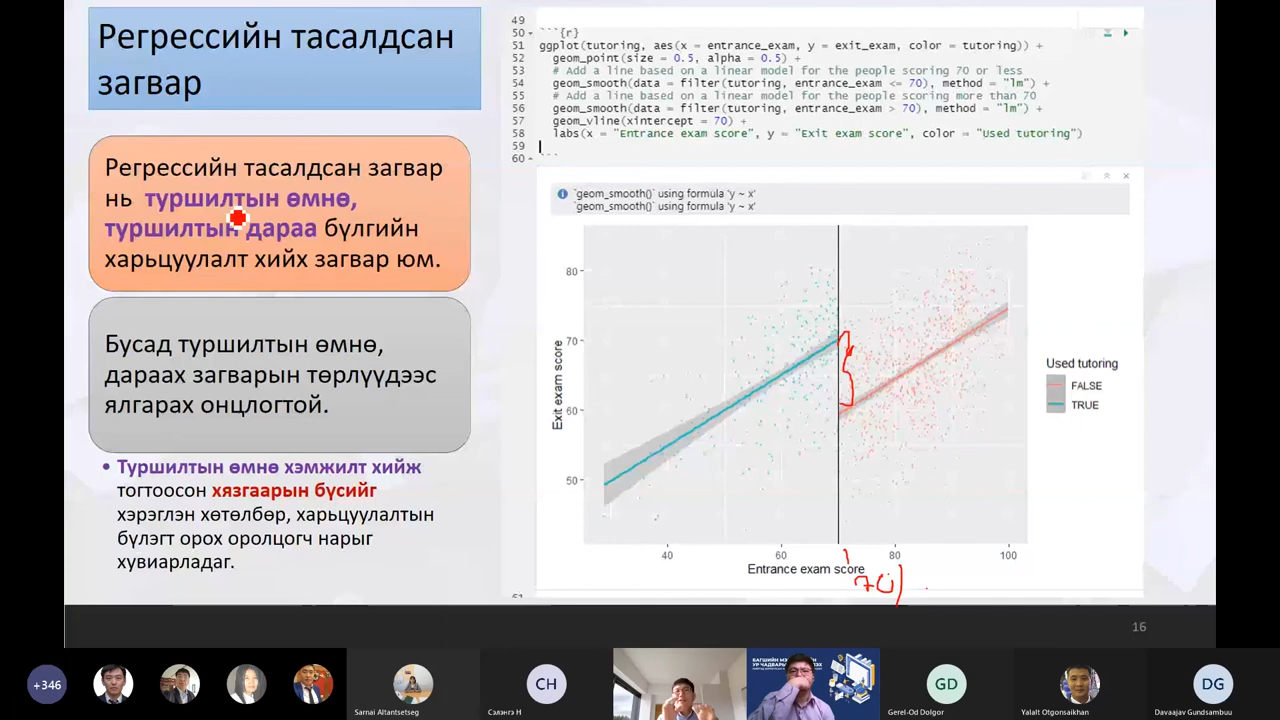 Регрессийн тасалдсан
загвар
Регрессийн тасалдсан загвар
нь туршилтын өмнө,
туршилтын дараа бүлгийн
харьцуулалт хийх загвар юм.
Бусад туршилтын өмнө,
дараах загварын төрлүүдээс
ялгарах онцлогтой.
• Туршилтын өмнө хэмжилт хийж
тогтоосон хязгаарын бүсийг
хэрэглэн хөтөлбөр, харьцуулалтын
бүлэгт орох оролцогч нарыг
хувиарладаг.
49
50 ```{r}
51 ggplot(tutoring, aes(x = entrance_exam, y = exit_exam, color = tutoring)) +
52 geom_point(size = 0.5, alpha = 0.5) +
53 # Add a line based on a linear model for the people scoring 70 or less
54 geom_smooth(data = filter(tutoring, entrance_exam <= 70), method = "lm") +
55 # Add a line based on a linear model for the people scoring more than 70
56 geom_smooth(data = filter(tutoring, entrance_exam > 70), method = "lm") +
57 geom_vline(xintercept = 70) +
58 labs(x = "Entrance exam score", y = "Exit exam score", color = "Used tutoring")
59
60 ```
`geom_smooth()` using formula 'y ~ x'
`geom_smooth()` using formula 'y ~ x'
Exit exam score
80
70
60
50
40 60 80 100
Entrance exam score
70
Used tutoring
FALSE
TRUE
16
+346
Sarnai Altantsetseg
CH
Сэлэнгэ Н
GD
Gerel-Od Dolgor
Yalalt Otgonsaikhan
DG
Davaajav Gundsambuu